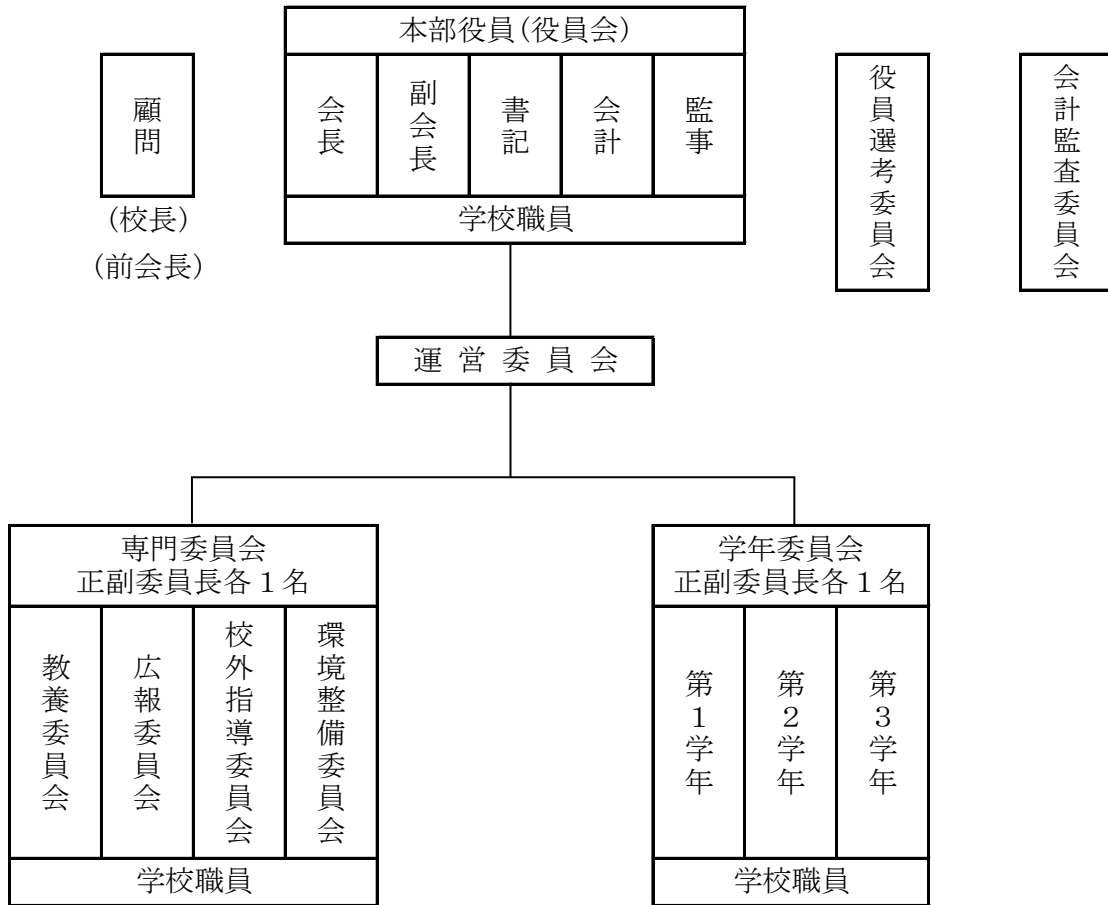 本部役員(役員会)
顧問
(校長)
(前会長)
会長
副会長
書記
会計
監事
学校職員
役員選考委員会
会計監査委員会
運営委員会
専門委員会
正副委員長各１名
教養委員会
広報委員会
校外指導委員会
環境整備委員会
学校職員
学年委員会
正副委員長各１名
第１学年
第２学年
第３学年
学校職員